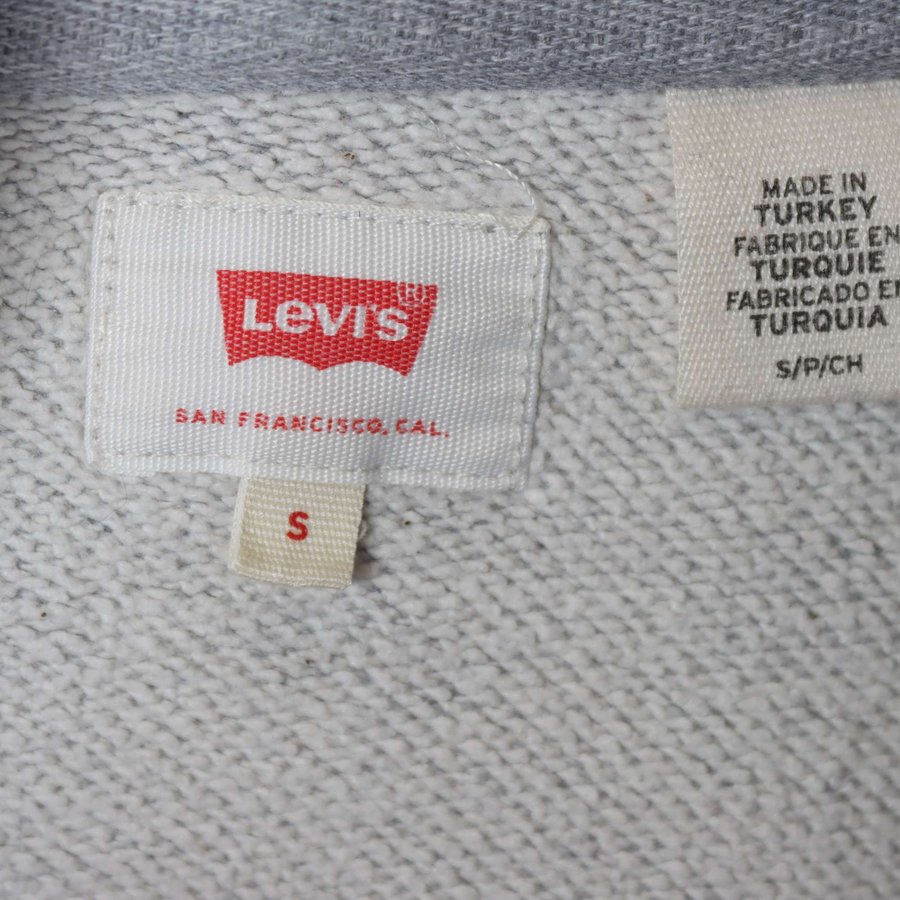 Levi's®
SAN FRANCISCO, CAL.
S
MADE IN
TURKEY
FABRIQUE EN
TURQUIE
FABRICADO EN
TURQUIA
S/P/CH